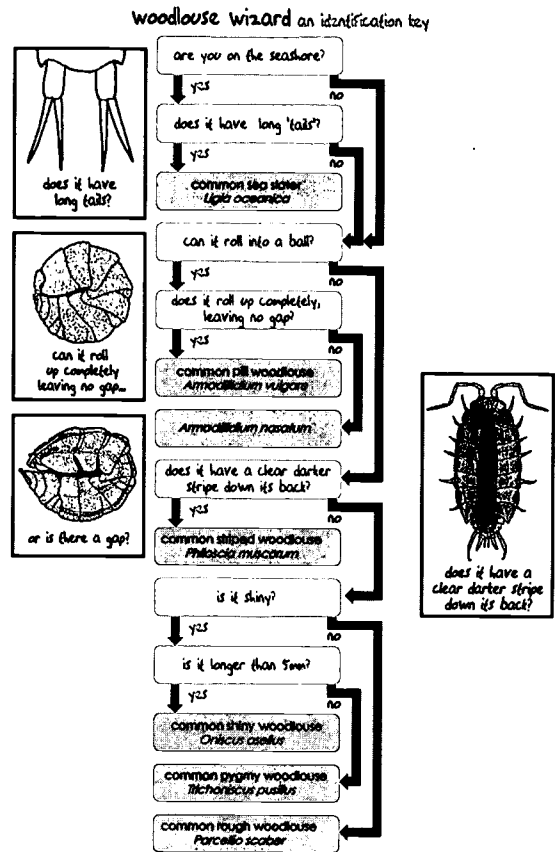 woodlouse wizard an identification key
are you on the seashore?
yes
no
does it have long 'tails'?
yes
no
common sea slater
Ligia oceanica
does it have
long tails?
can it roll into a ball?
yes
no
does it roll up completely,
leaving no gap?
yes
no
common pill woodlouse
Armadillidium vulgare
can it roll
up completely
leaving no gap...
Armadillidium nasatum
does it have a clear darter
stripe down its back?
yes
no
or is there a gap?
common striped woodlouse
Philoscia muscorum
does it have a
clear darker stripe
down its back?
is it shiny?
yes
no
is it longer than 5mm?
yes
no
common shiny woodlouse
Oniscus asellus
common pygmy woodlouse
Trichoniscus pusillus
common rough woodlouse
Porcellio scaber